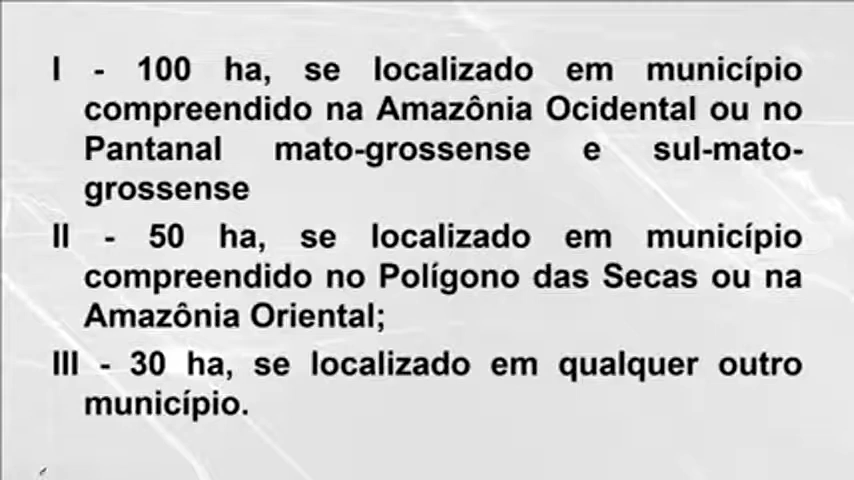 I - 100 ha, se localizado em município
compreendido na Amazônia Ocidental ou no
Pantanal mato-grossense e sul-mato-
grossense
II - 50 ha, se localizado em município
compreendido no Polígono das Secas ou na
Amazônia Oriental;
III - 30 ha, se localizado em qualquer outro
município.